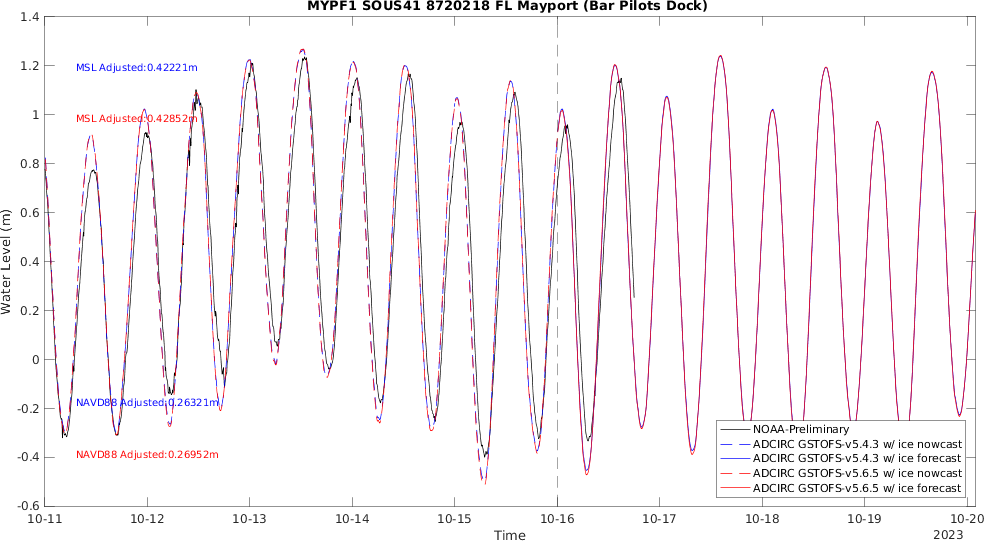 MYPF1 SOUS41 8720218 FL Mayport (Bar Pilots Dock)
1.4
1.2
1
0.8
0.6
0.4
0.2
0
-0.2
-0.4
-0.6
Water Level (m)
MSL Adjusted:0.42221m
MSL Adjusted:0.42852m
NAVD88 Adjusted:0.26321m
NAVD88 Adjusted:0.26952m
NOAA-Preliminary
ADCIRC GSTOFS-v5.4.3 w/ ice nowcast
ADCIRC GSTOFS-v5.4.3 w/ ice forecast
ADCIRC GSTOFS-v5.6.5 w/ ice nowcast
ADCIRC GSTOFS-v5.6.5 w/ ice forecast
10-11 10-12 10-13 10-14 10-15 10-16 10-17 10-18 10-19 10-20
Time
2023